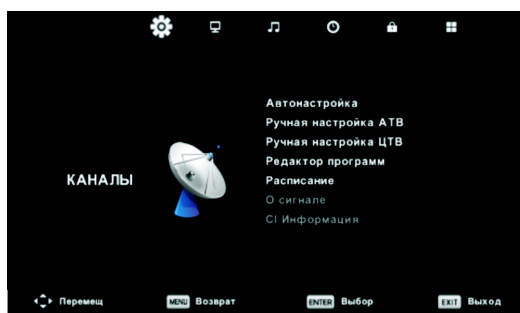 Автонастройка
Ручная настройка АТВ
Ручная настройка ЦТВ
Редактор программ
КАНАЛЫ
Расписание
О сигнале
CI Информация
Перемещ MENU Возврат ENTER Выбор EXIT Выход